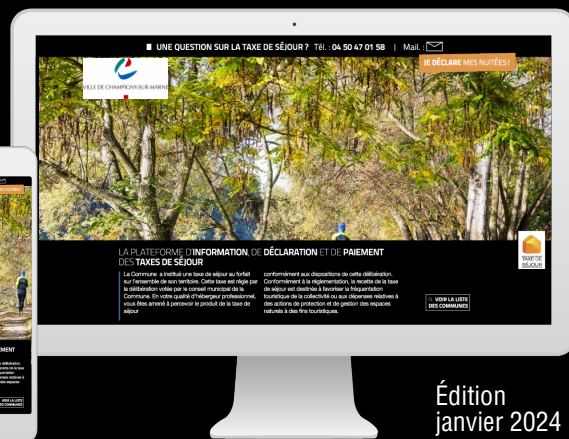 UNE QUESTION SUR LA TAXE DE SÉJOUR ? Tél. : 04 50 47 01 58 | Mail. :
JE DÉCLARE MES NUITÉES !
VILLE DE CHAMPIGNY-SUR-MARNE
LA PLATEFORME D'INFORMATION, DE DÉCLARATION ET DE PAIEMENT
DES TAXES DE SÉJOUR
La Commune a institué une taxe de séjour au forfait
sur l'ensemble de son territoire. Cette taxe est régie par
la délibération votée par le conseil municipal de la
Commune. En votre qualité d'hébergeur professionnel,
vous êtes amené à percevoir le produit de la taxe de
séjour
conformément aux dispositions de cette délibération.
Conformément à la réglementation, la recette de la taxe
de séjour est destinée à favoriser la fréquentation
touristique de la collectivité ou aux dépenses relatives à
des actions de protection et de gestion des espaces
naturels à des fins touristiques.
TAXE DE
SÉJOUR
VOIR LA LISTE
DES COMMUNES
EMENT
VOIR LA LISTE
DES COMMUNES
Édition
janvier 2024